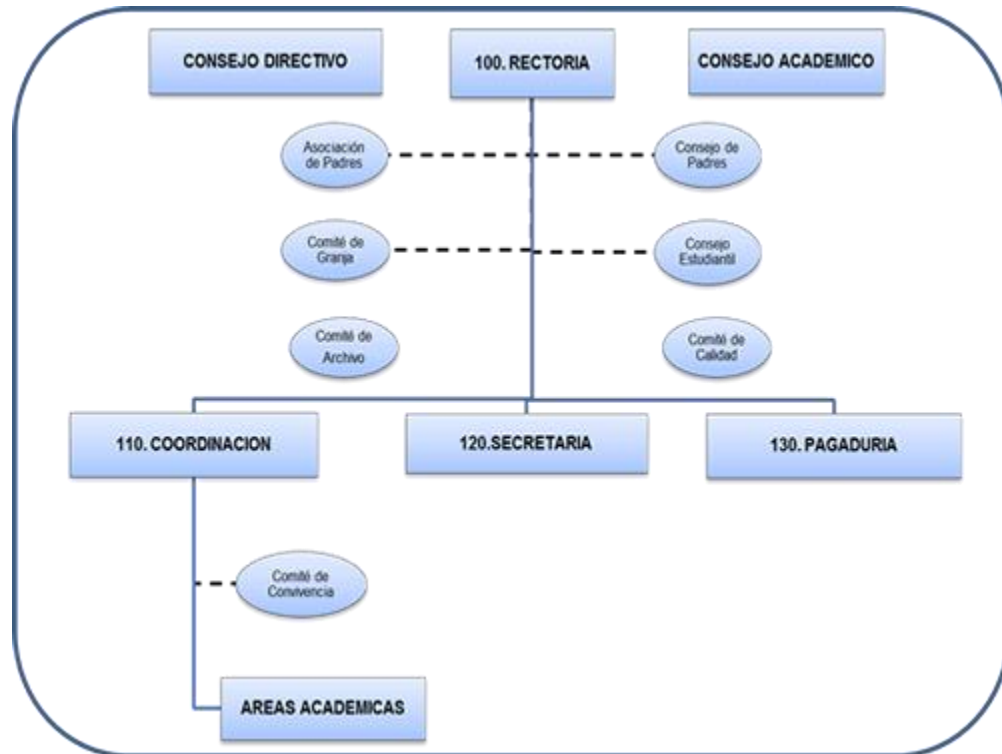 CONSEJO DIRECTIVO
100. RECTORIA
CONSEJO ACADEMICO
Asociación
de Padres
Consejo de
Padres
Comité de
Granja
Consejo
Estudiantil
Comité de
Archivo
Comité de
Calidad
110. COORDINACION
120.SECRETARIA
130. PAGADURIA
Comité de
Convivencia
AREAS ACADEMICAS